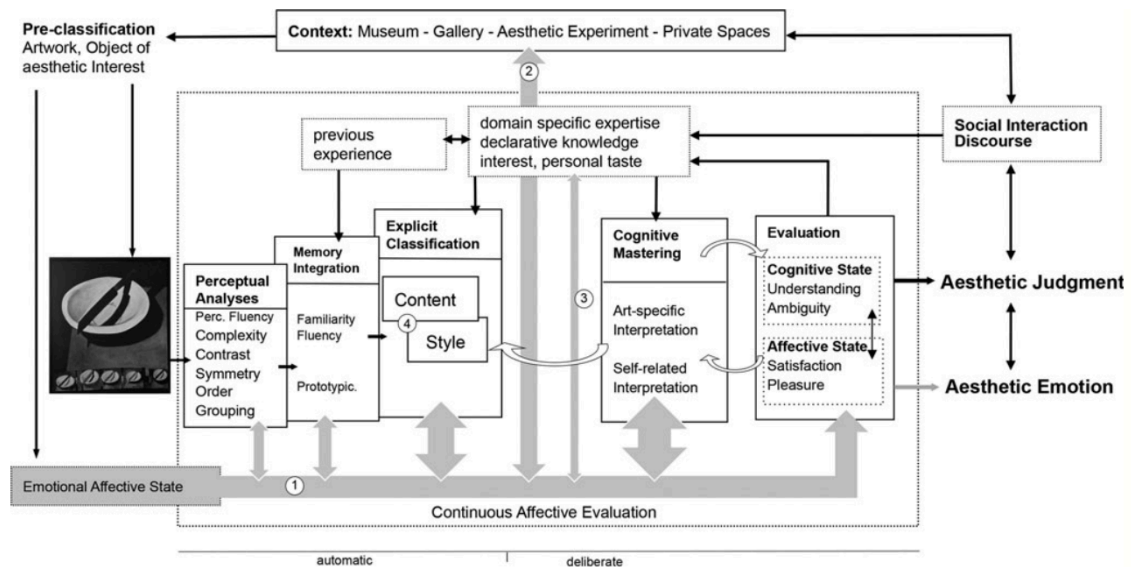 Pre-classification
Artwork, Object of
aesthetic Interest
Context: Museum - Gallery - Aesthetic Experiment - Private Spaces
2
previous
experience
domain specific expertise
declarative knowledge
interest, personal taste
Social Interaction
Discourse
Perceptual
Analyses
Perc. Fluency
Complexity
Contrast
Symmetry
Order
Grouping
Memory
Integration
Familiarity
Fluency
Prototypic.
Explicit
Classification
Content
4
Style
3
Cognitive
Mastering
Art-specific
Interpretation
Self-related
Interpretation
Evaluation
Cognitive State
Understanding
Ambiguity
Affective State
Satisfaction
Pleasure
Aesthetic Judgment
Aesthetic Emotion
Emotional Affective State
1
Continuous Affective Evaluation
automatic
deliberate